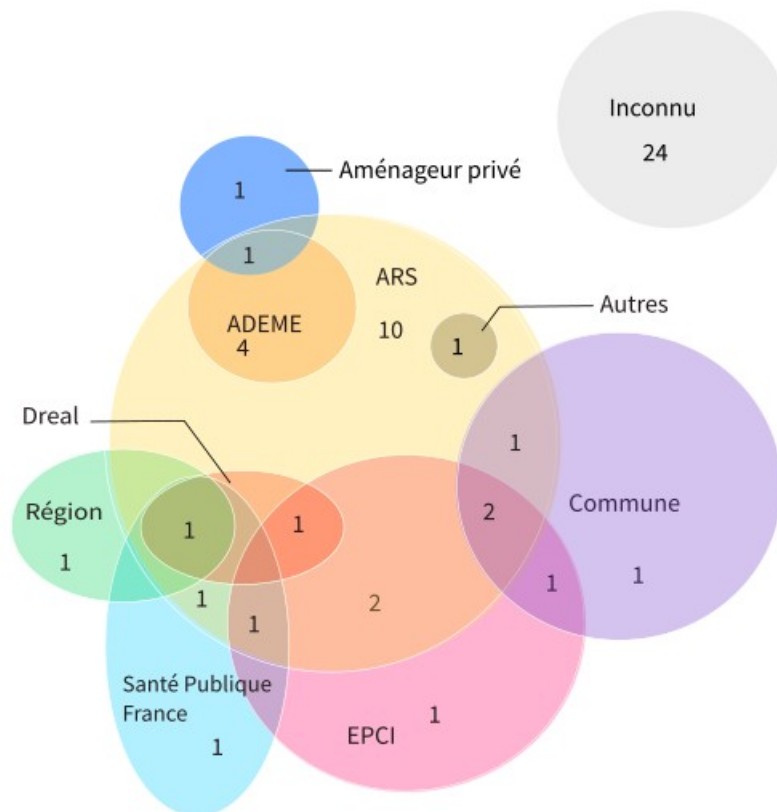 Inconnu
24
Aménageur privé
1
1
ARS
10
Autres
1
ADEME
4
Dreal
1
Région
1
1
1
2
Commune
1
1
1
1
2
Santé Publique
France
1
EPCI
1